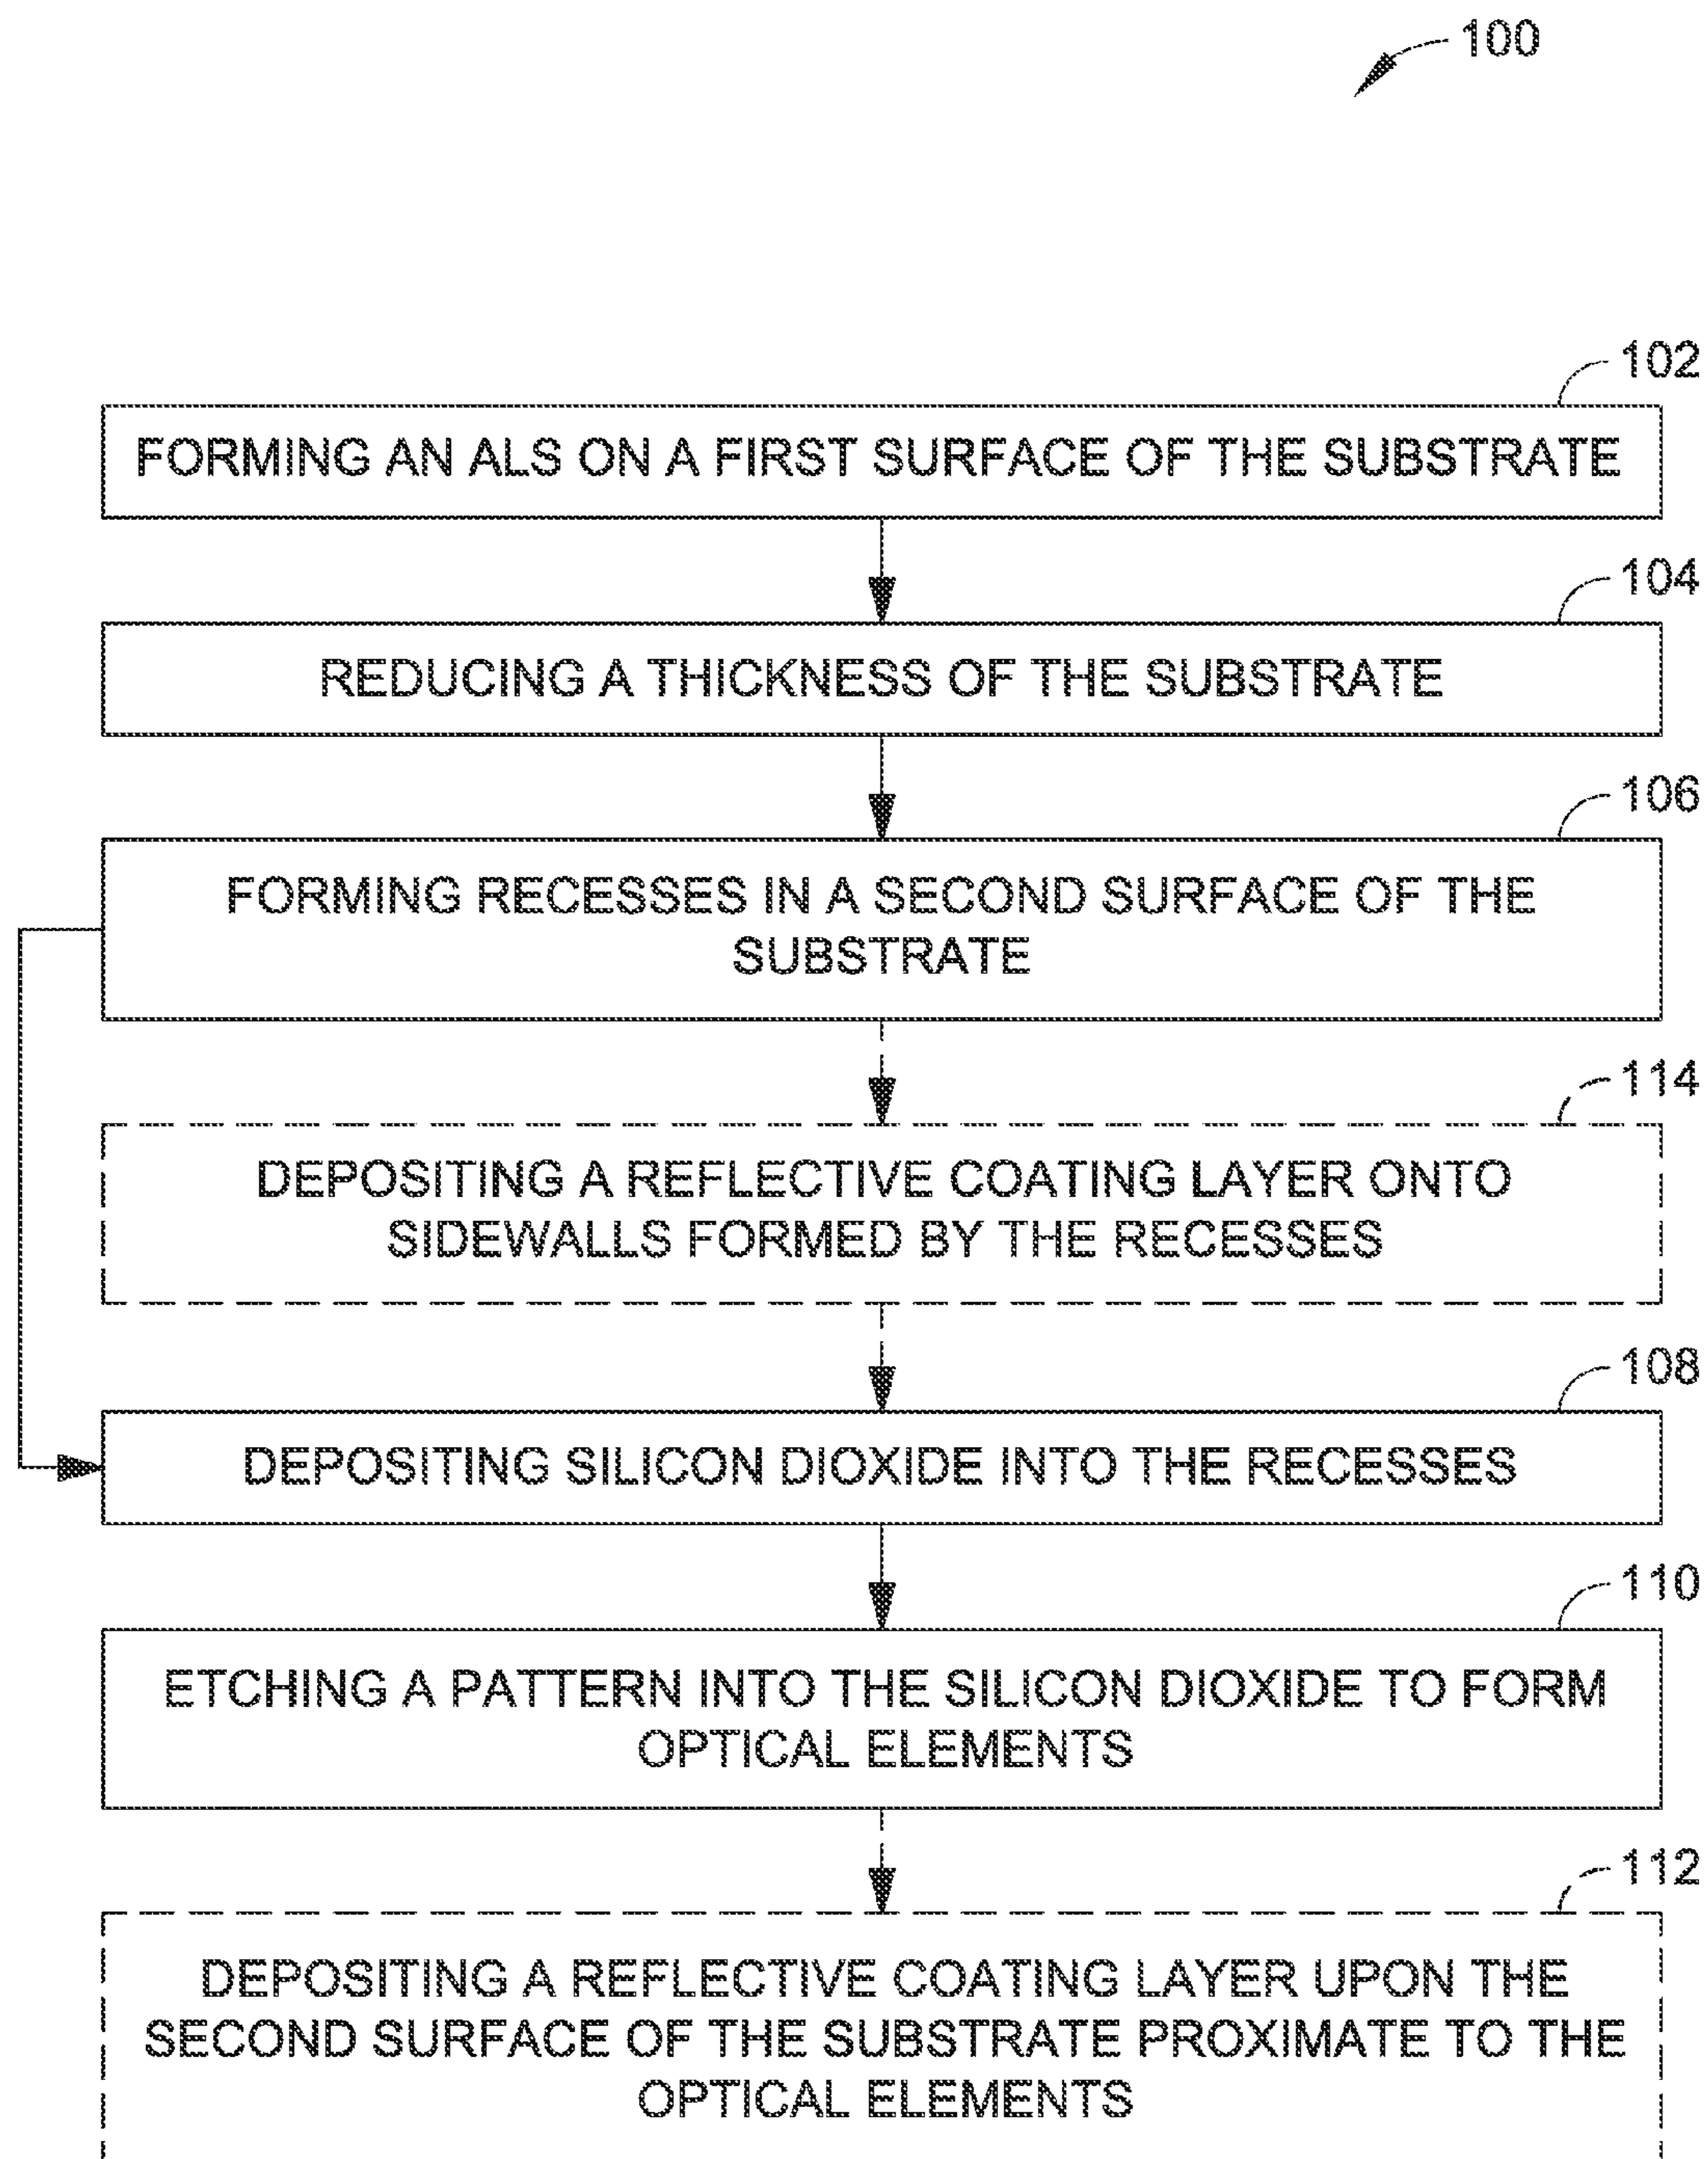 100
102
FORMING AN ALS ON A FIRST SURFACE OF THE SUBSTRATE
104
REDUCING A THICKNESS OF THE SUBSTRATE
106
FORMING RECESSES IN A SECOND SURFACE OF THE
SUBSTRATE
114
DEPOSITING A REFLECTIVE COATING LAYER ONTO
SIDEWALLS FORMED BY THE RECESSES
108
DEPOSITING SILICON DIOXIDE INTO THE RECESSES
110
ETCHING A PATTERN INTO THE SILICON DIOXIDE TO FORM
OPTICAL ELEMENTS
112
DEPOSITING A REFLECTIVE COATING LAYER UPON THE
SECOND SURFACE OF THE SUBSTRATE PROXIMATE TO THE
OPTICAL ELEMENTS